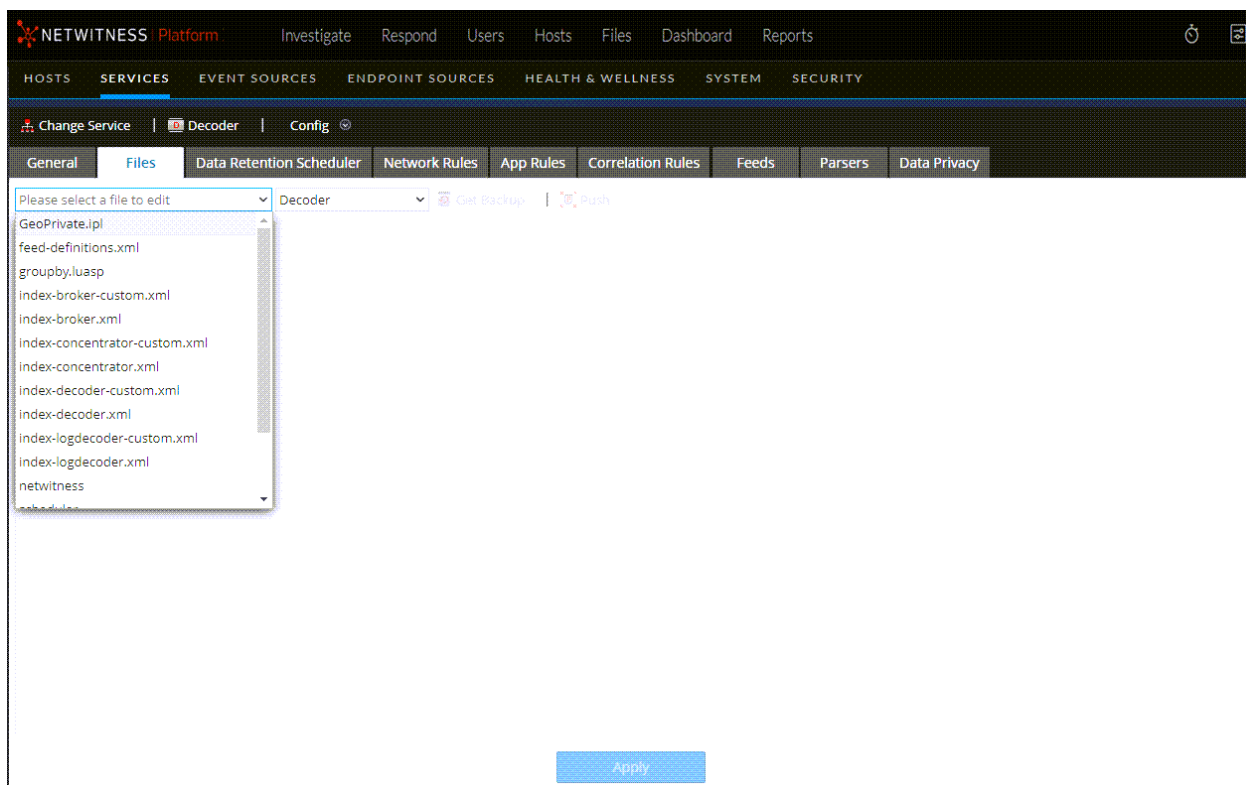 NETWITNESS Platform Investigate Respond Users Hosts Files Dashboard Reports
HOSTS SERVICES EVENT SOURCES ENDPOINT SOURCES HEALTH & WELLNESS SYSTEM SECURITY
Change Service | Decoder | Config
General Files Data Retention Scheduler Network Rules App Rules Correlation Rules Feeds Parsers Data Privacy
Please select a file to edit Decoder Get Backup | Push
GeoPrivate.ipl
feed-definitions.xml
groupby.luasp
index-broker-custom.xml
index-broker.xml
index-concentrator-custom.xml
index-concentrator.xml
index-decoder-custom.xml
index-decoder.xml
index-logdecoder-custom.xml
index-logdecoder.xml
netwitness
scheduler
Apply